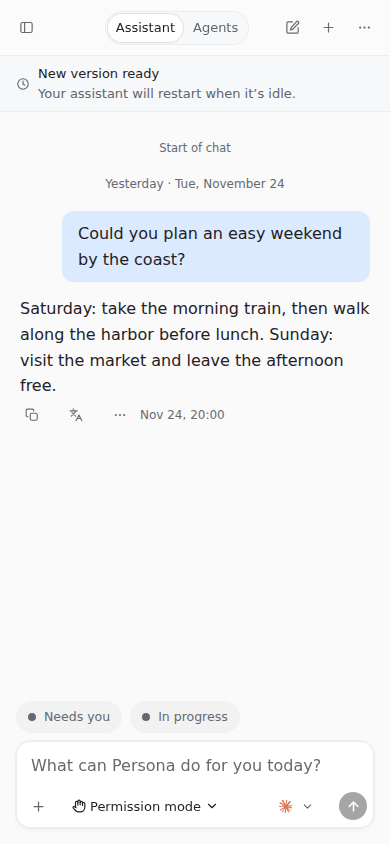 Assistant
Agents
New version ready
Your assistant will restart when it’s idle.
Start of chat
Yesterday · Tue, November 24
Could you plan an easy weekend
by the coast?
Saturday: take the morning train, then walk
along the harbor before lunch. Sunday:
visit the market and leave the afternoon
free.
Nov 24, 20:00
Needs you
In progress
What can Persona do for you today?
Permission mode